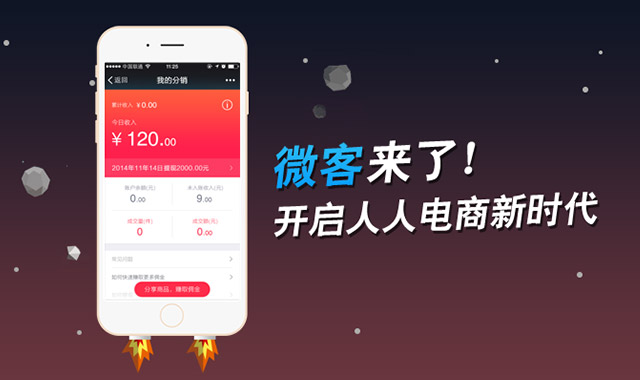 中国联通 11:25
返回 我的分销
累计收入 ¥0.00
今日收入
¥120.00
2014年11月14日提现2000.00元
账户余额(元) 未入账收入(元)
0.00 9.00
成交量(件) 成交额(元)
0 0.00
常见问题
如何快速赚取更多佣金
分享商品，赚取佣金
微客来了!
开启人人电商新时代